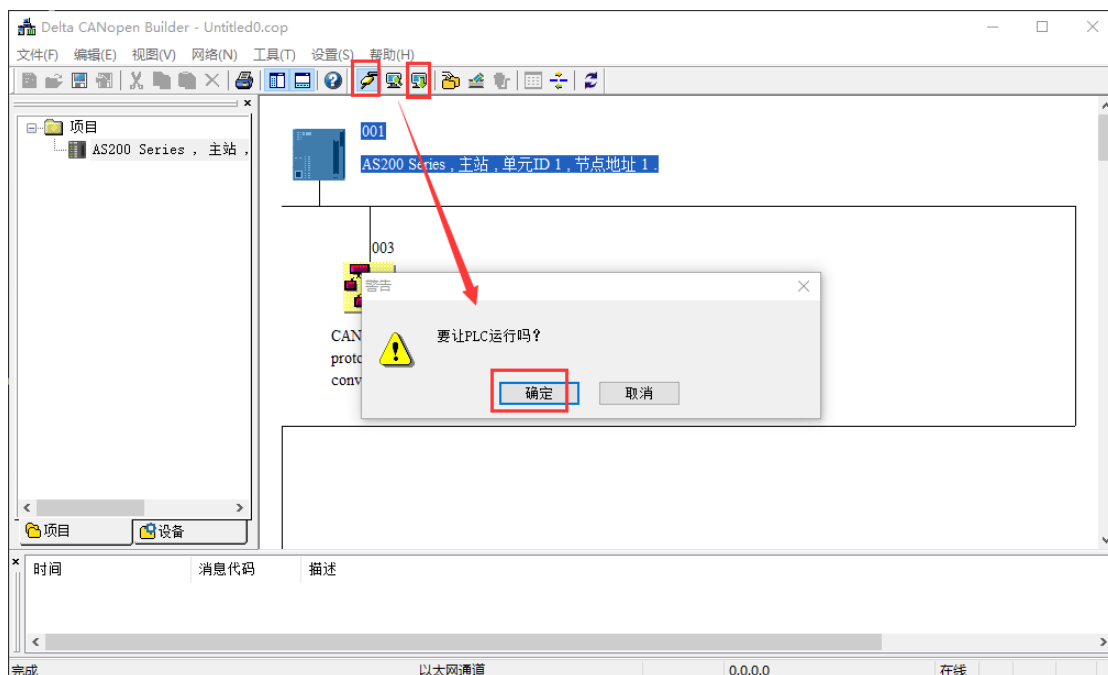 Delta CANopen Builder - Untitled0.cop
文件(F) 编辑(E) 视图(V) 网络(N) 工具(T) 设置(S) 帮助(H)
项目
AS200 Series , 主站 ,
001
AS200 Series , 主站 , 单元ID 1 , 节点地址 1 .
003
CAN
proto
conv
警告
要让PLC运行吗?
确定 取消
项目 设备
时间 消息代码 描述
完成 以太网通道 0.0.0.0 在线